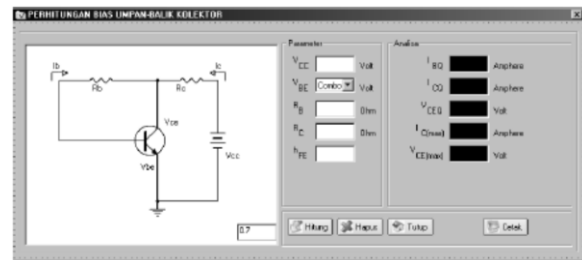 PERHITUNGAN BIAS UMPAN-BALIK KOLEKTOR
Ib
Ic
Rb
Rc
Vce
Vbe
Vcc
0.7
Parameter
VCC Volt
VBE Combo Volt
RB Ohm
RC Ohm
hFE
Analisa
IBQ Amphere
ICQ Amphere
VCEQ Volt
IC(max) Amphere
VCE(max) Volt
Hitung Hapus Tutup Cetak